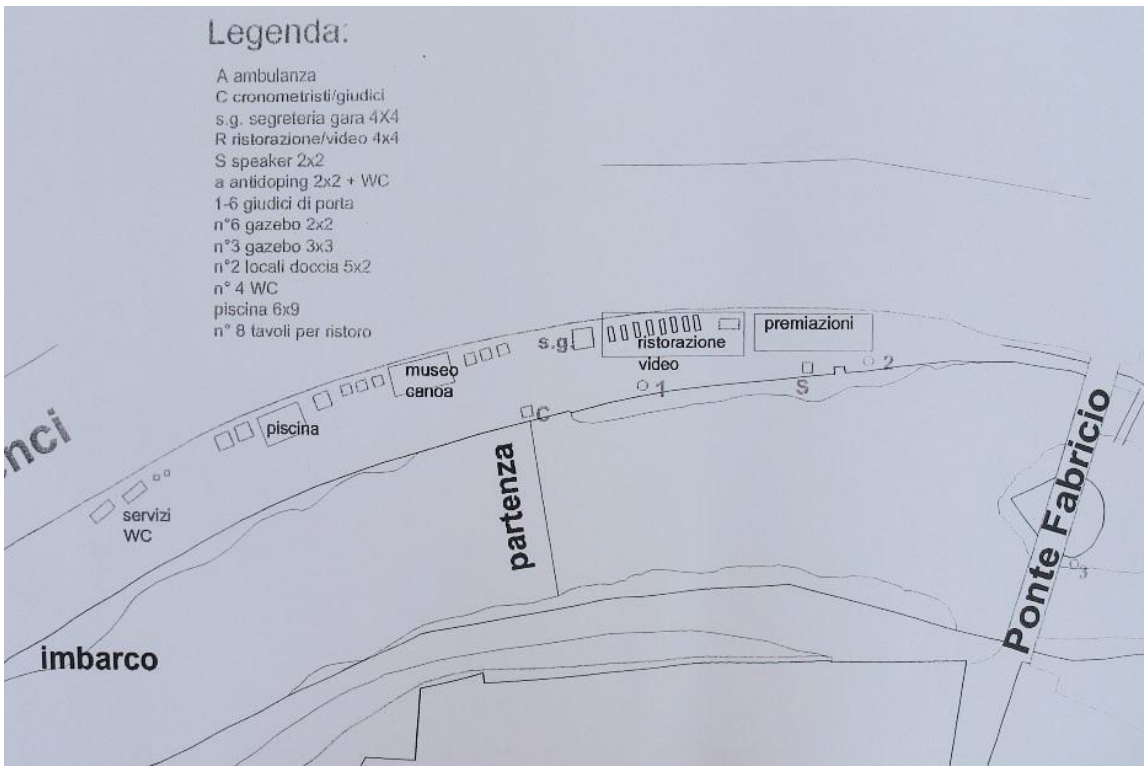 Legenda:
A ambulanza
C cronometristi/giudici
s.g. segreteria gara 4X4
R ristorazione/video 4x4
S speaker 2x2
a antidoping 2x2 + WC
1-6 giudici di porta
n°6 gazebo 2x2
n°3 gazebo 3x3
n°2 locali doccia 5x2
n° 4 WC
piscina 6x9
n° 8 tavoli per ristoro
premiazioni
s.g.
ristorazione
video
museo
canoa
1
S
2
C
piscina
nci
servizi
WC
partenza
Ponte Fabricio
3
imbarco